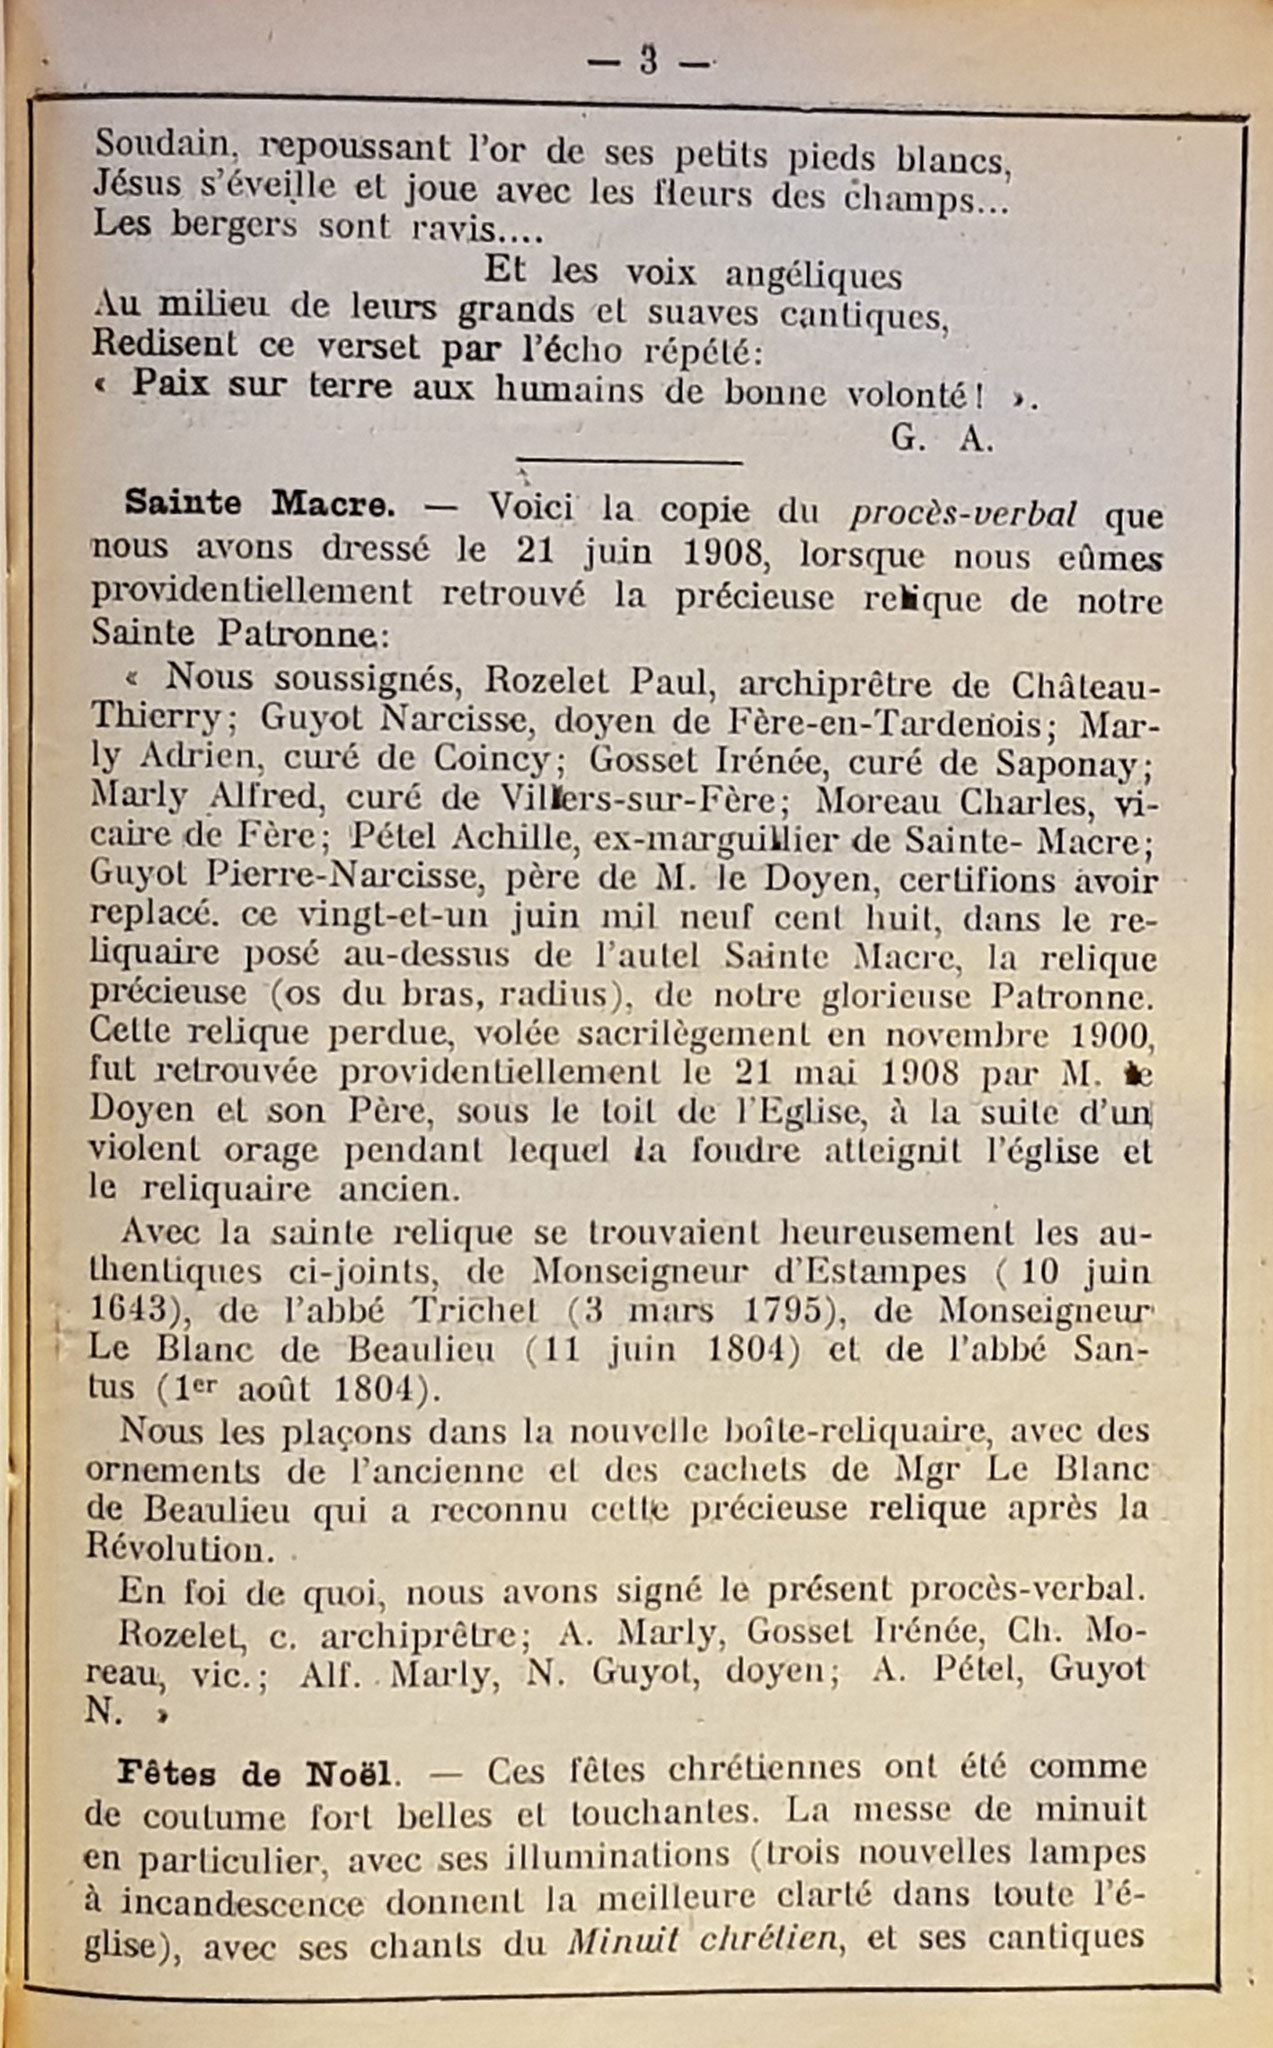 — 3 —
Soudain, repoussant l'or de ses petits pieds blancs,
Jésus s'éveille et joue avec les fleurs des champs...
Les bergers sont ravis....
Et les voix angéliques
Au milieu de leurs grands et suaves cantiques,
Redisent ce verset par l'écho répété:
« Paix sur terre aux humains de bonne volonté! ».
G. A.
Sainte Macre. — Voici la copie du procès-verbal que
nous avons dressé le 21 juin 1908, lorsque nous eûmes
providentiellement retrouvé la précieuse relique de notre
Sainte Patronne:
« Nous soussignés, Rozelet Paul, archiprêtre de Château-
Thierry; Guyot Narcisse, doyen de Fère-en-Tardenois; Mar-
ly Adrien, curé de Coincy; Gosset Irénée, curé de Saponay;
Marly Alfred, curé de Villers-sur-Fère; Moreau Charles, vi-
caire de Fère; Pétel Achille, ex-marguillier de Sainte- Macre;
Guyot Pierre-Narcisse, père de M. le Doyen, certifions avoir
replacé. ce vingt-et-un juin mil neuf cent huit, dans le re-
liquaire posé au-dessus de l'autel Sainte Macre, la relique
précieuse (os du bras, radius), de notre glorieuse Patronne.
Cette relique perdue, volée sacrilègement en novembre 1900,
fut retrouvée providentiellement le 21 mai 1908 par M. le
Doyen et son Père, sous le toit de l'Eglise, à la suite d'un
violent orage pendant lequel la foudre atteignit l'église et
le reliquaire ancien.
Avec la sainte relique se trouvaient heureusement les au-
thentiques ci-joints, de Monseigneur d'Estampes ( 10 juin
1643), de l'abbé Trichet (3 mars 1795), de Monseigneur
Le Blanc de Beaulieu (11 juin 1804) et de l'abbé San-
tus (1er août 1804).
Nous les plaçons dans la nouvelle boîte-reliquaire, avec des
ornements de l'ancienne et des cachets de Mgr Le Blanc
de Beaulieu qui a reconnu cette précieuse relique après la
Révolution.
En foi de quoi, nous avons signé le présent procès-verbal.
Rozelet, c. archiprêtre; A. Marly, Gosset Irénée, Ch. Mo-
reau, vic.; Alf. Marly, N. Guyot, doyen; A. Pétel, Guyot
N. »
Fêtes de Noël. — Ces fêtes chrétiennes ont été comme
de coutume fort belles et touchantes. La messe de minuit
en particulier, avec ses illuminations (trois nouvelles lampes
à incandescence donnent la meilleure clarté dans toute l'é-
glise), avec ses chants du Minuit chrétien, et ses cantiques